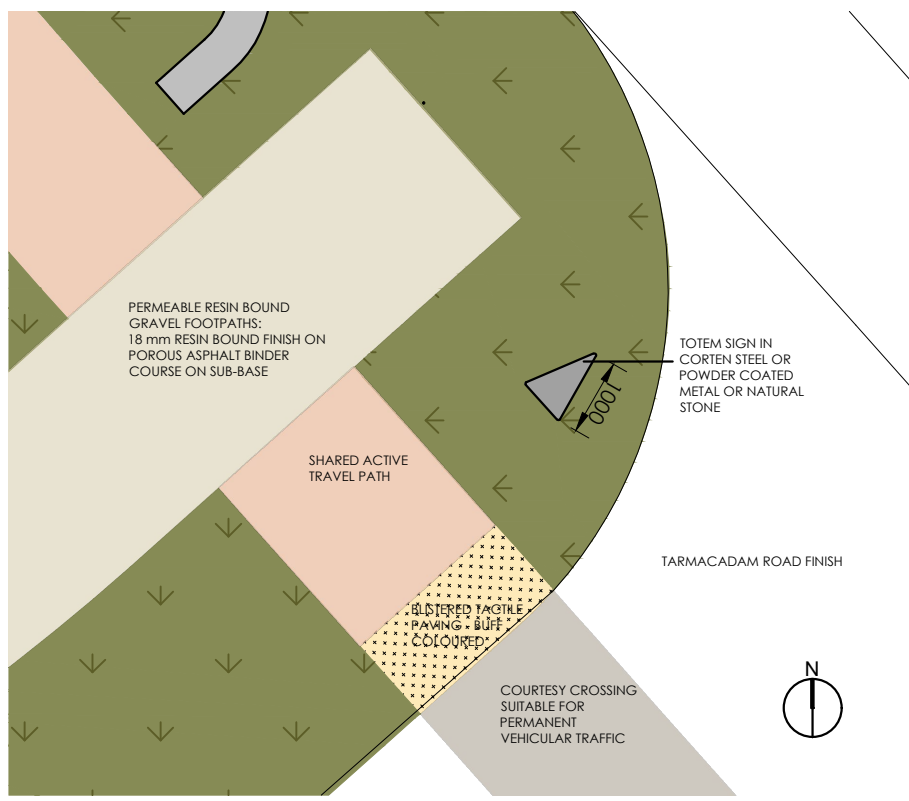 PERMEABLE RESIN BOUND
GRAVEL FOOTPATHS:
18 mm RESIN BOUND FINISH ON
POROUS ASPHALT BINDER
COURSE ON SUB-BASE
TOTEM SIGN IN
CORTEN STEEL OR
POWDER COATED
METAL OR NATURAL
STONE
1000
SHARED ACTIVE
TRAVEL PATH
TARMACADAM ROAD FINISH
BLISTERED TACTILE
PAVING - BUFF
COLOURED
COURTESY CROSSING
SUITABLE FOR
PERMANENT
VEHICULAR TRAFFIC
N